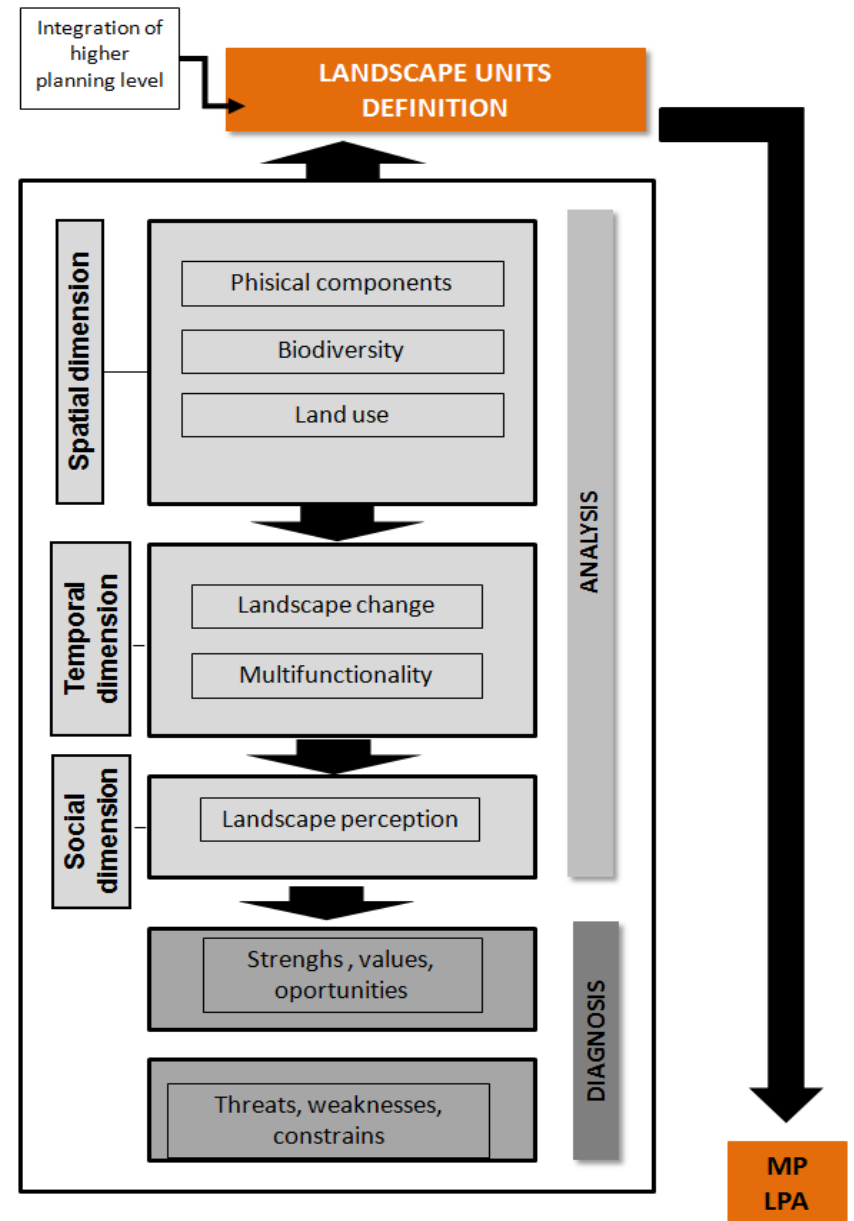 Integration of
higher
planning level
LANDSCAPE UNITS
DEFINITION
Spatial dimension
Phisical components
Biodiversity
Land use
ANALYSIS
Temporal
dimension
Landscape change
Multifunctionality
Social
dimension
Landscape perception
Strenghs , values,
oportunities
DIAGNOSIS
Threats, weaknesses,
constrains
MP
LPA